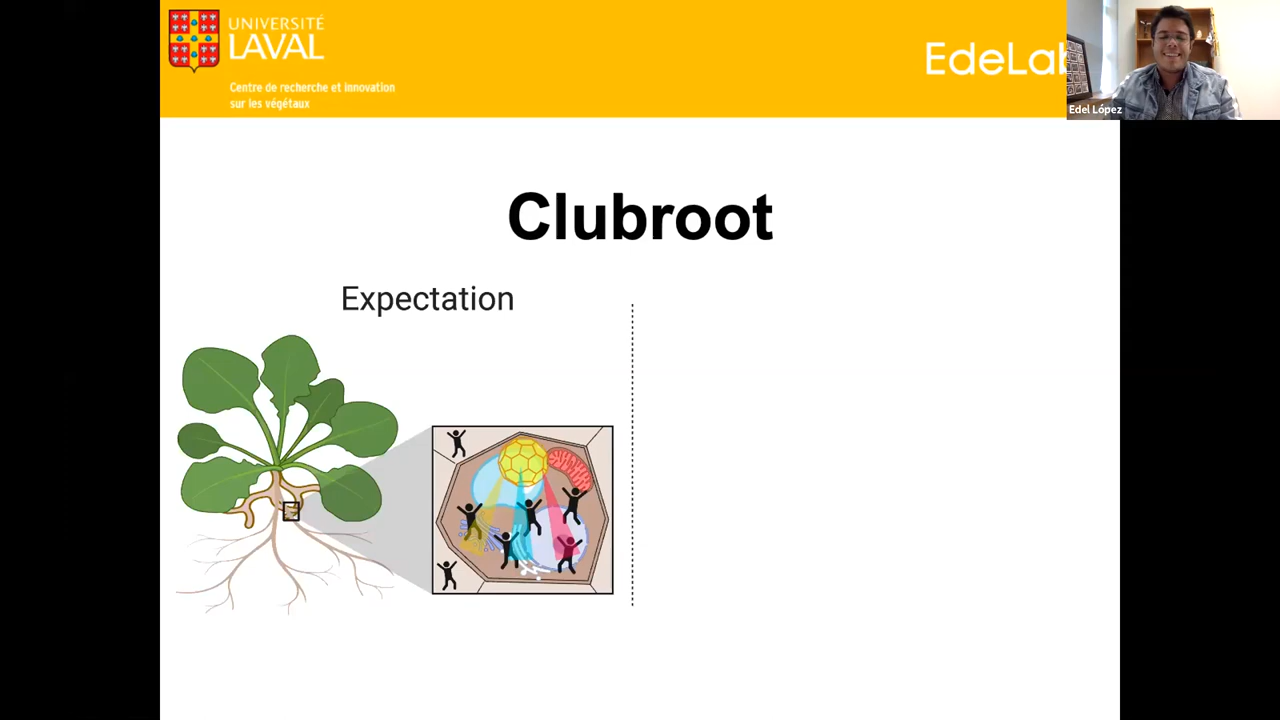 UNIVERSITÉ
LAVAL
Centre de recherche et innovation
sur les végétaux
EdeLab
Edel López
Clubroot
Expectation